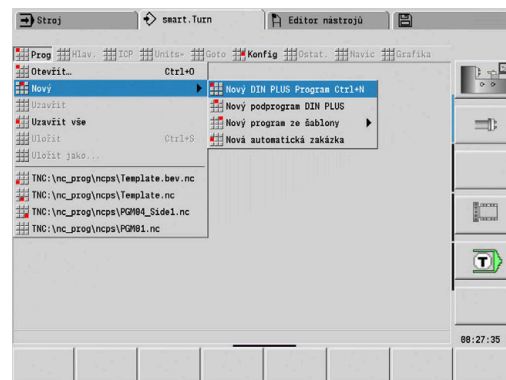 Stroj
smart.Turn
Editor nástrojů
Prog Hlav. ICP Units- Goto Konfig Ostat. Navic Grafika
Otevřít… Ctrl+O
Nový
Uzavřít
Uzavřít vše
Uložit Ctrl+S
Uložit jako...
TNC:\nc_prog\ncps\Template.bev.nc
TNC:\nc_prog\ncps\Template.nc
TNC:\nc_prog\ncps\PGM04_Side1.nc
TNC:\nc_prog\ncps\PGM01.nc
Nový DIN PLUS Program Ctrl+N
Nový podprogram DIN PLUS
Nový program ze šablony
Nová automatická zakázka
T
08:27:35